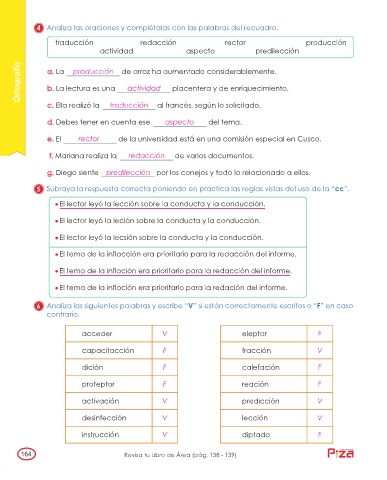 4 Analiza las oraciones y complétalas con las palabras del recuadro.
traducción redacción rector producción
actividad aspecto predilección
Ortografía
a. La producción de arroz ha aumentado considerablemente.
b. La lectura es una actividad placentera y de enriquecimiento.
c. Ella realizó la traducción al francés, según lo solicitado.
d. Debes tener en cuenta ese aspecto del tema.
e. El rector de la universidad está en una comisión especial en Cusco.
f. Mariana realiza la redacción de varios documentos.
g. Diego siente predilección por los conejos y todo lo relacionado a ellos.
5 Subraya la respuesta correcta poniendo en practica las reglas vistas del uso de la "cc".
• El lector leyó la lección sobre la conducta y la conducción.
• El lector leyó la leción sobre la conducta y la conducción.
• El lector leyó la lecsión sobre la conducta y la conducción.
• El tema de la inflacción era prioritario para la redacción del informe.
• El tema de la inflación era prioritario para la redacción del informe.
• El tema de la inflación era prioritario para la redación del informe.
6 Analiza las siguientes palabras y escribe "V" si están correctamente escritas o "F" en caso
contrario.
acceder V eleptor F
capacitacción F fracción V
dición F calefación F
proteptor F reación F
activación V predicción V
desinfección V lección V
instrucción V diptado F
164 Revisa tu Libro de Área (pág. 138 - 139)